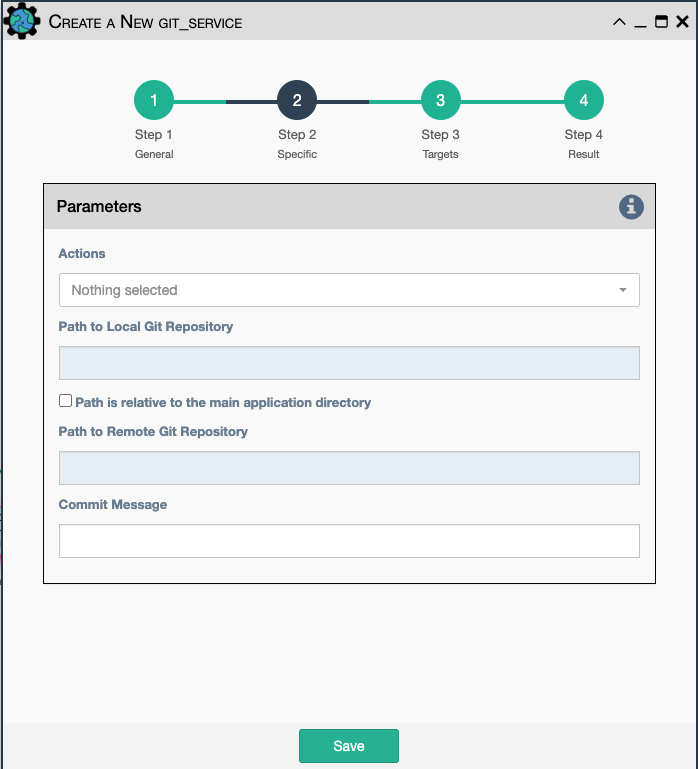 Create a New git_service
1
2
3
4
Step 1
Step 2
Step 3
Step 4
General
Specific
Targets
Result
Parameters
Actions
Nothing selected
Path to Local Git Repository
Path is relative to the main application directory
Path to Remote Git Repository
Commit Message
Save